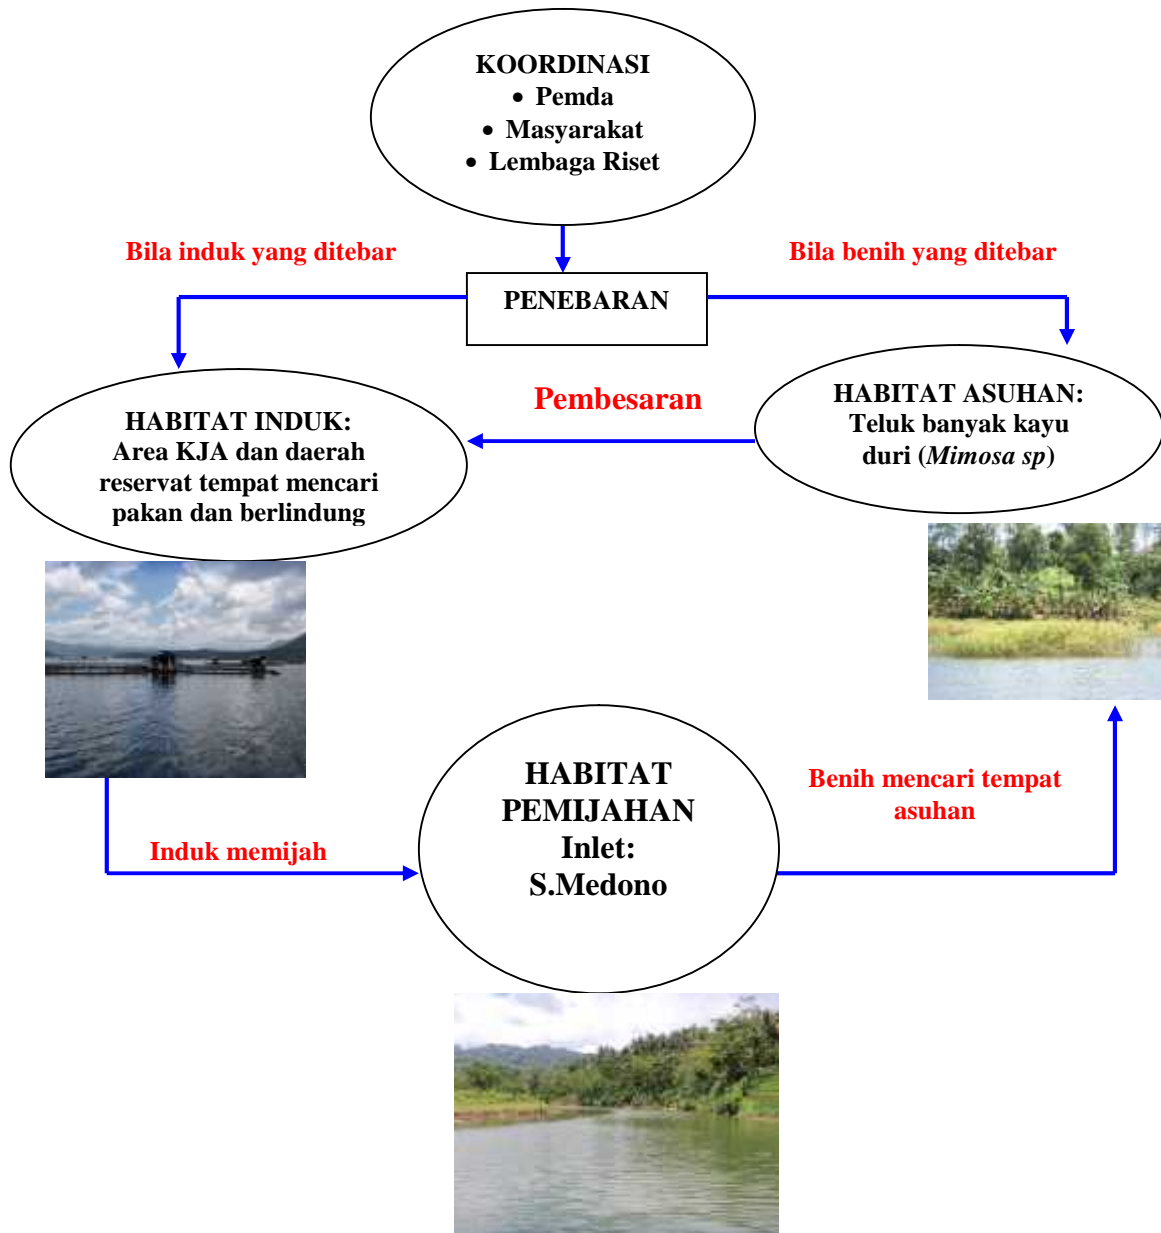 KOORDINASI
• Pemda
• Masyarakat
• Lembaga Riset
Bila induk yang ditebar
Bila benih yang ditebar
PENEBARAN
HABITAT INDUK:
Area KJA dan daerah
reservat tempat mencari
pakan dan berlindung
Pembesaran
HABITAT ASUHAN:
Teluk banyak kayu
duri (Mimosa sp)
Induk memijah
HABITAT
PEMIJAHAN
Inlet:
S.Medono
Benih mencari tempat
asuhan